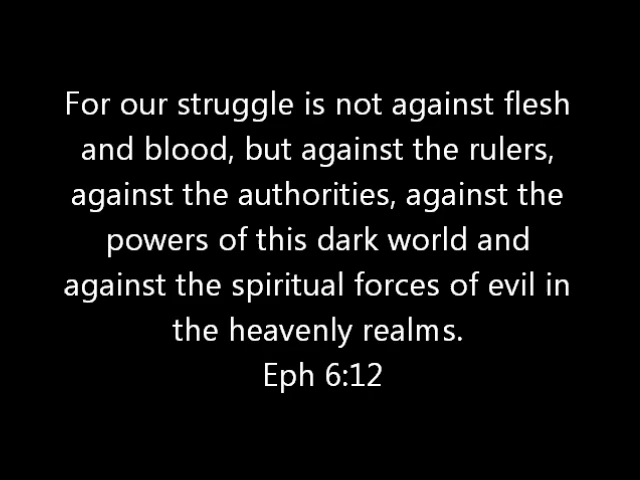 For our struggle is not against flesh
and blood, but against the rulers,
against the authorities, against the
powers of this dark world and
against the spiritual forces of evil in
the heavenly realms.
Eph 6:12